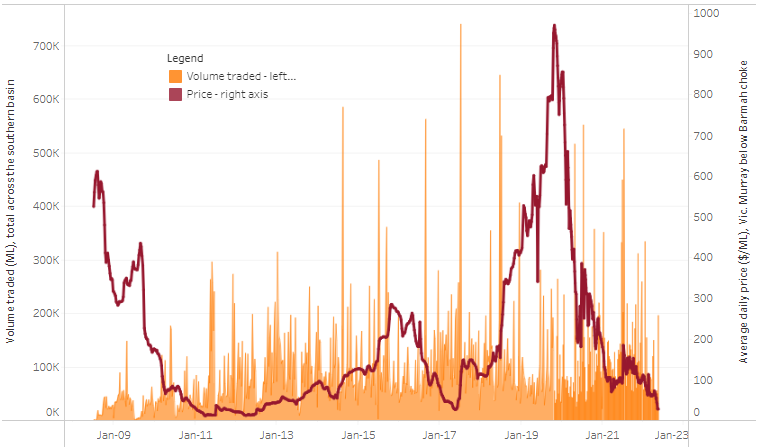 Legend
Volume traded - left...
Price - right axis
Volume traded (ML), total across the southern basin
700K
600K
500K
400K
300K
200K
100K
0K
1000
900
800
700
600
500
400
300
200
100
0
Average daily price ($/ML), Vic. Murray below Barmah choke
Jan-09
Jan-11
Jan-13
Jan-15
Jan-17
Jan-19
Jan-21
Jan-23